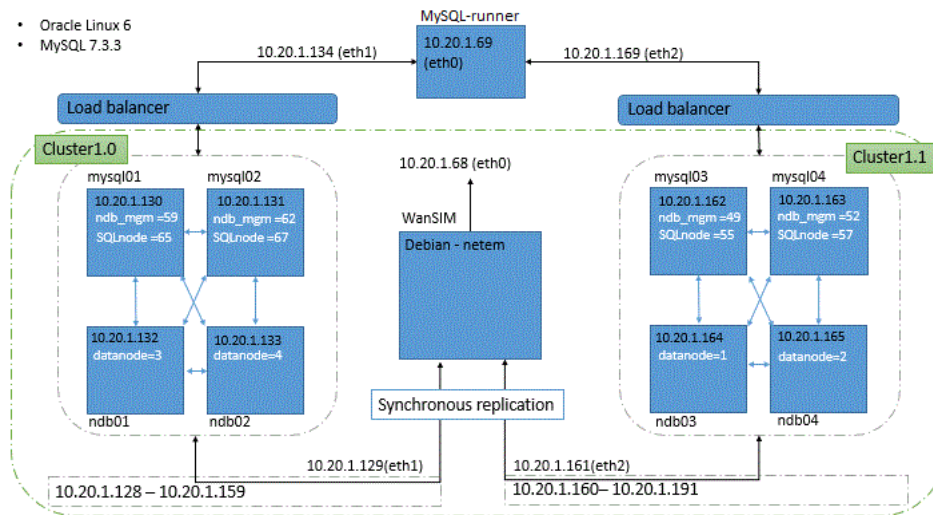 • Oracle Linux 6
• MySQL 7.3.3
MySQL-runner
10.20.1.69
(eth0)
10.20.1.134 (eth1)
10.20.1.169 (eth2)
Load balancer
Load balancer
Cluster1.0
Cluster1.1
mysql01
mysql02
10.20.1.130
ndb_mgm =59
SQLnode =65
10.20.1.131
ndb_mgm =62
SQLnode =67
10.20.1.132
datanode=3
10.20.1.133
datanode=4
ndb01
ndb02
10.20.1.68 (eth0)
WanSIM
Debian - netem
Synchronous replication
mysql03
mysql04
10.20.1.162
ndb_mgm =49
SQLnode =55
10.20.1.163
ndb_mgm =52
SQLnode =57
10.20.1.164
datanode=1
10.20.1.165
datanode=2
ndb03
ndb04
10.20.1.129(eth1)
10.20.1.161(eth2)
10.20.1.128 – 10.20.1.159
10.20.1.160– 10.20.1.191